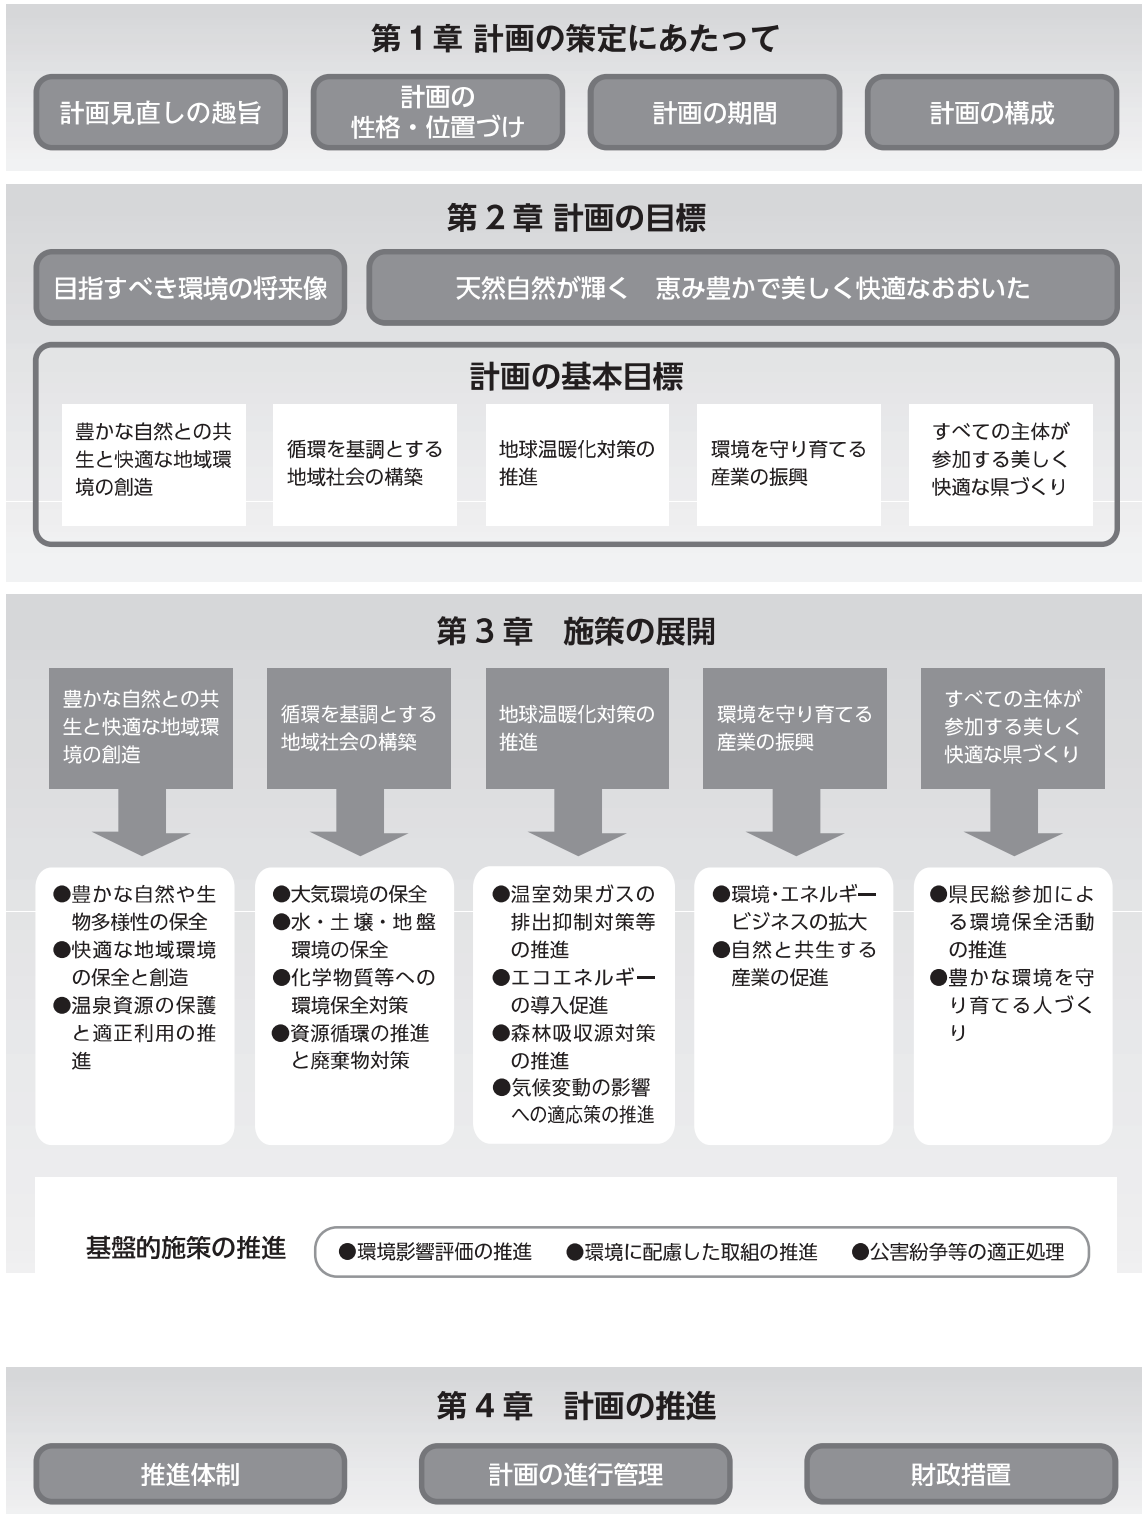 第1章 計画の策定にあたって
計画見直しの趣旨
計画の
性格・位置づけ
計画の期間
計画の構成
第2章 計画の目標
目指すべき環境の将来像
天然自然が輝く　恵み豊かで美しく快適なおおいた
計画の基本目標
豊かな自然との共
生と快適な地域環
境の創造
循環を基調とする
地域社会の構築
地球温暖化対策の
推進
環境を守り育てる
産業の振興
すべての主体が
参加する美しく
快適な県づくり
第3章　施策の展開
豊かな自然との共
生と快適な地域環
境の創造
循環を基調とする
地域社会の構築
地球温暖化対策の
推進
環境を守り育てる
産業の振興
すべての主体が
参加する美しく
快適な県づくり
●豊かな自然や生
物多様性の保全
●快適な地域環境
の保全と創造
●温泉資源の保護
と適正利用の推
進
●大気環境の保全
●水・土壌・地盤
環境の保全
●化学物質等への
環境保全対策
●資源循環の推進
と廃棄物対策
●温室効果ガスの
排出抑制対策等
の推進
●エコエネルギー
の導入促進
●森林吸収源対策
の推進
●気候変動の影響
への適応策の推進
●環境・エネルギー
ビジネスの拡大
●自然と共生する
産業の促進
●県民総参加によ
る環境保全活動
の推進
●豊かな環境を守
り育てる人づく
り
基盤的施策の推進
●環境影響評価の推進　●環境に配慮した取組の推進　●公害紛争等の適正処理
第4章　計画の推進
推進体制
計画の進行管理
財政措置